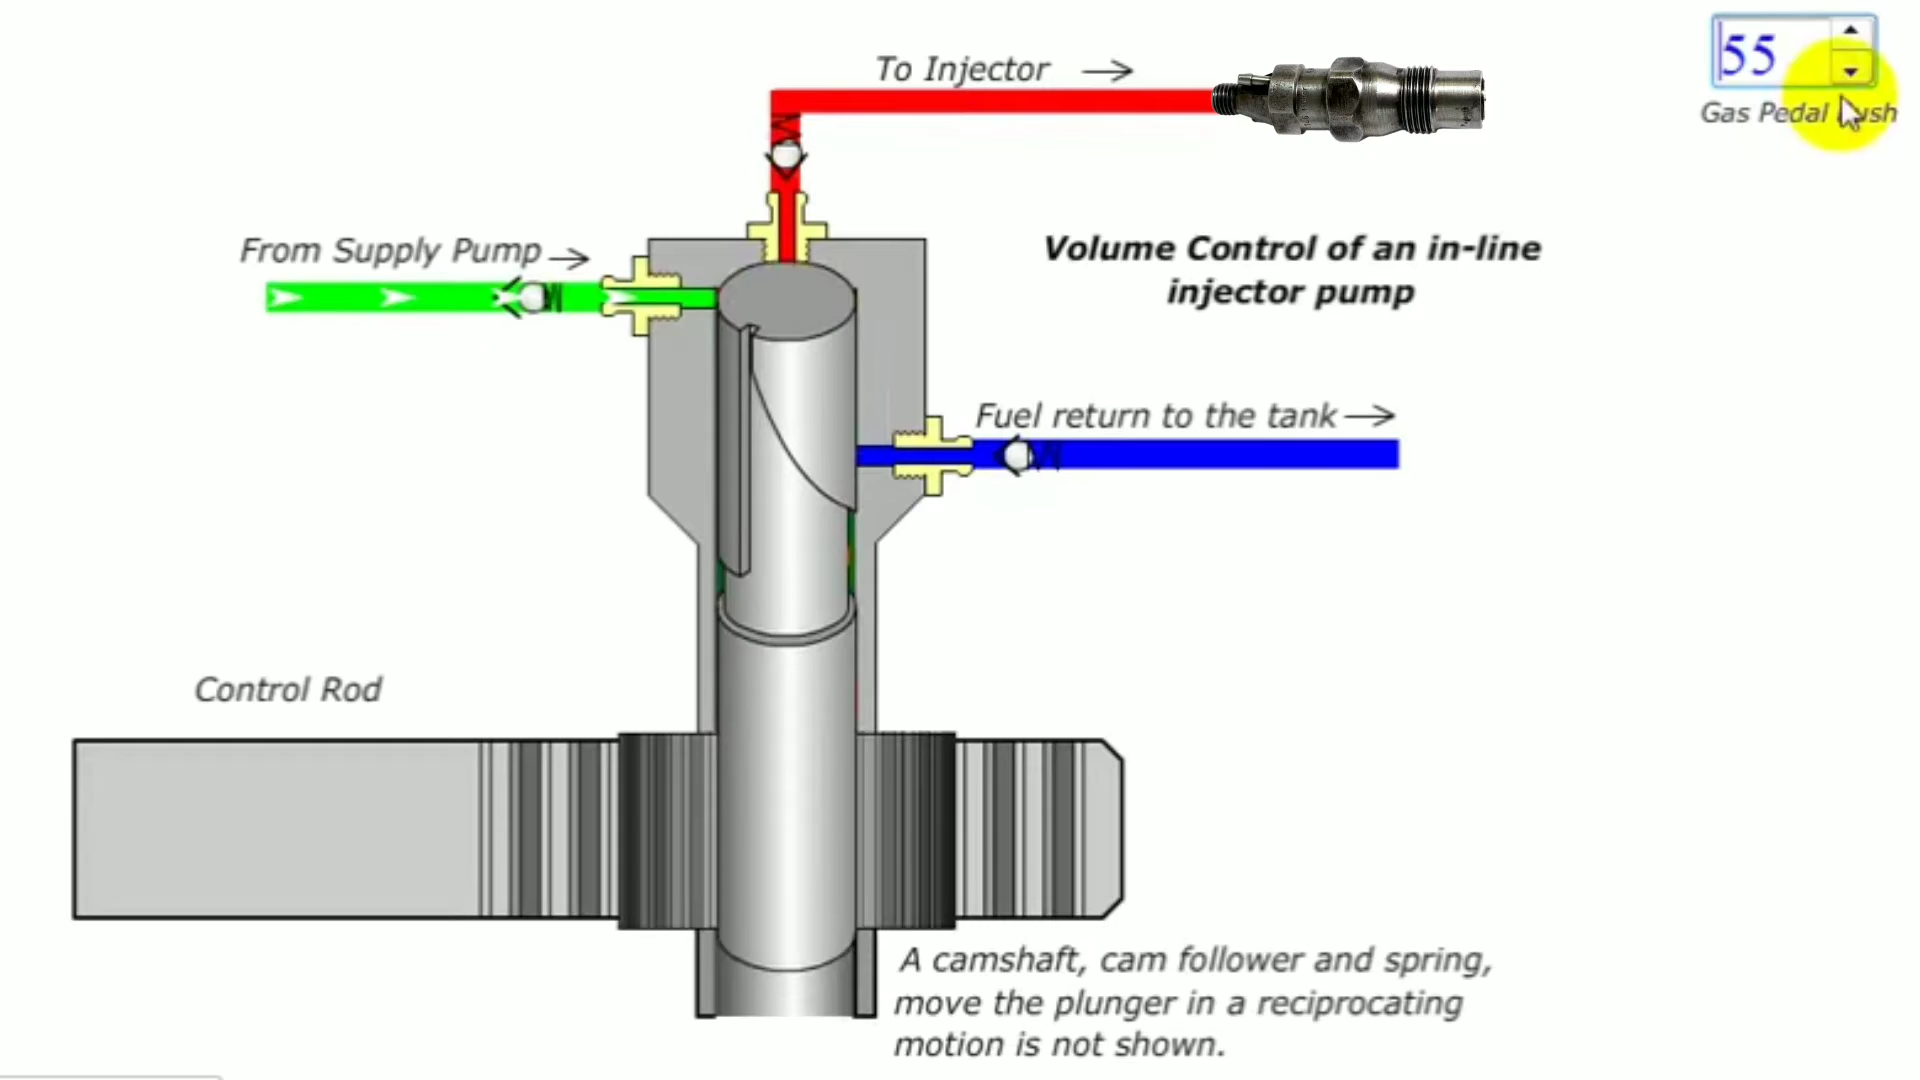 To Injector
55
Gas Pedal Push
From Supply Pump
Volume Control of an in-line
injector pump
Fuel return to the tank
Control Rod
A camshaft, cam follower and spring,
move the plunger in a reciprocating
motion is not shown.